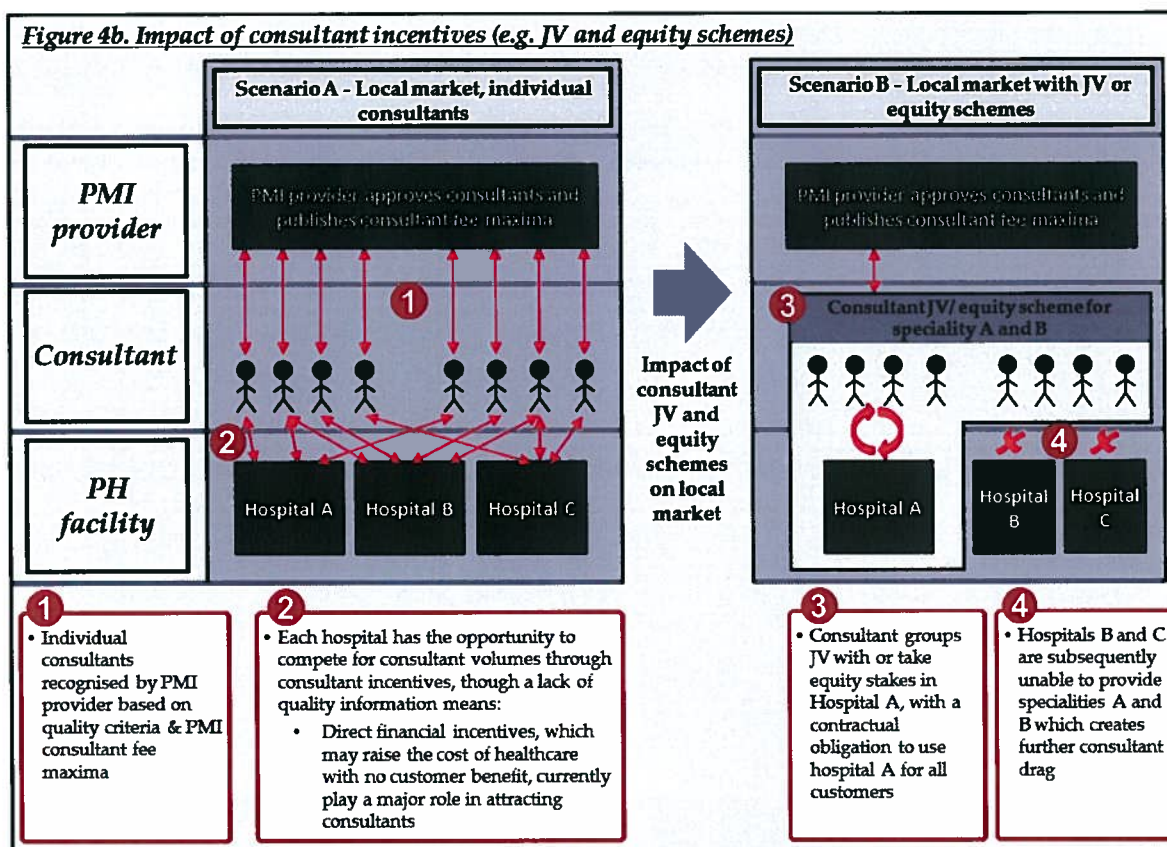 Figure 4b. Impact of consultant incentives (e.g. JV and equity schemes)
Scenario A - Local market, individual
consultants
Scenario B - Local market with JV or
equity schemes
PMI
provider
PMI provider approves consultants and
publishes consultant fee maxima
PMI provider approves consultants and
publishes consultant fee maxima
1
3
Consultant JV/ equity scheme for
speciality A and B
Consultant
Impact of
consultant
JV and
equity
schemes
on local
market
2
4
PH
facility
Hospital A
Hospital B
Hospital C
Hospital A
Hospital
B
Hospital
C
1
• Individual
consultants
recognised by PMI
provider based on
quality criteria & PMI
consultant fee
maxima
2
• Each hospital has the opportunity to
compete for consultant volumes through
consultant incentives, though a lack of
quality information means:
• Direct financial incentives, which
may raise the cost of healthcare
with no customer benefit, currently
play a major role in attracting
consultants
3
• Consultant groups
JV with or take
equity stakes in
Hospital A, with a
contractual
obligation to use
hospital A for all
customers
4
• Hospitals B and C
are subsequently
unable to provide
specialities A and
B which creates
further consultant
drag